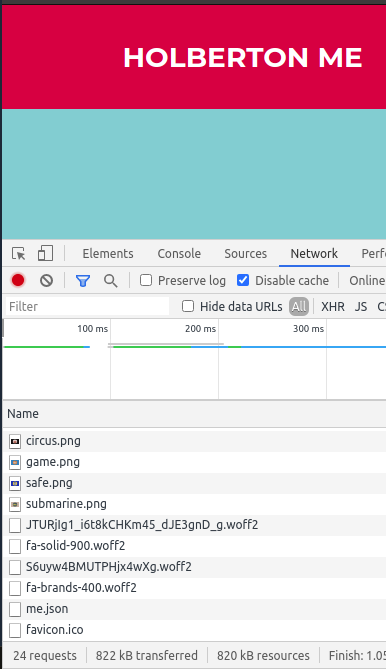 HOLBERTON ME
Elements Console Sources Network Perfo
Preserve log Disable cache Online
Filter Hide data URLs All XHR JS CS
100 ms 200 ms 300 ms
Name
circus.png
game.png
safe.png
submarine.png
JTURjIg1_i6t8kCHKm45_dJE3gnD_g.woff2
fa-solid-900.woff2
S6uyw4BMUTPHjx4wXg.woff2
fa-brands-400.woff2
me.json
favicon.ico
24 requests 822 kB transferred 820 kB resources Finish: 1.05